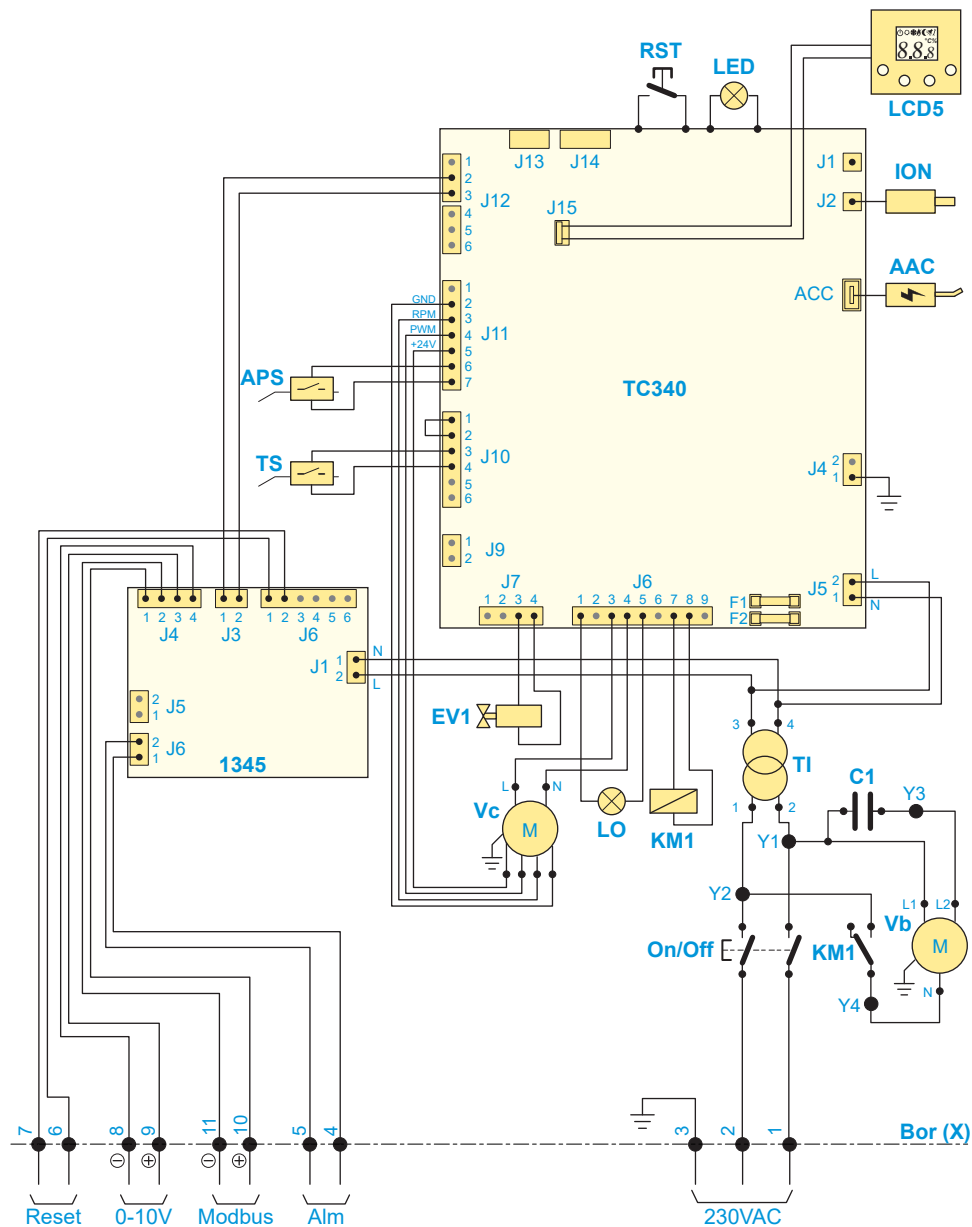 °C%
8.8.8
LCD5
RST
LED
J13
J14
J1
ION
J2
J15
1
2
3
J12
4
5
6
AAC
ACC
1
GND 2
RPM 3
J11
PWM 4
+24V 5
6
7
APS
TC340
1
2
3
J10
4
5
6
TS
2
J4
1
1
J9
2
J7
J6
F1
F2
2 L
J5
1 N
1 2 3 4
1 2 3 4 5 6 7 8 9
1 2 3 4
1 2
1 2 3 4 5 6
J4
J3
J6
1 N
J1
2 L
2
J5
1
2
J6
1
1345
EV1
L
N
Vc
M
LO
KM1
3
4
TI
1
2
C1
Y3
Y1
Y2
L1
L2
Vb
M
N
On/Off
KM1
Y4
7
6
8
9
11
10
5
4
3
2
1
Bor (X)
Reset
0-10V
Modbus
Alm
230VAC